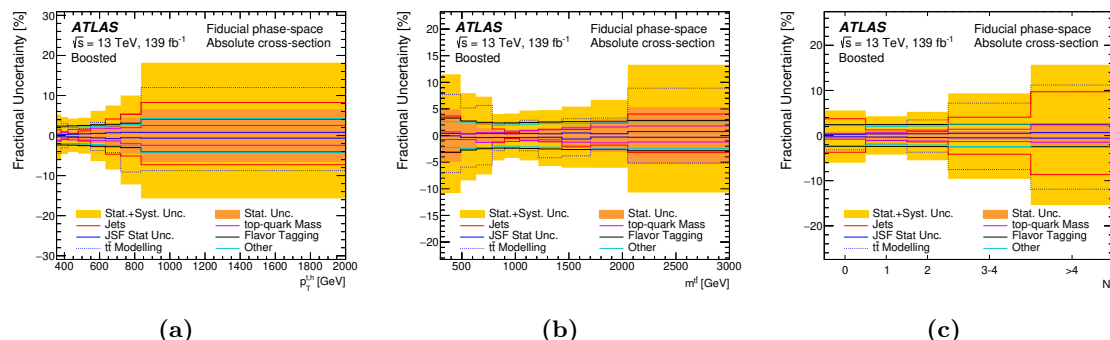 Fractional Uncertainty [%]
ATLAS
√s = 13 TeV, 139 fb⁻¹
Boosted
Fiducial phase-space
Absolute cross-section
30
20
10
0
−10
−20
−30
Stat.+Syst. Unc.
Stat. Unc.
Jets
top-quark Mass
JSF Stat Unc.
Flavor Tagging
tt̄ Modelling
Other
400 600 800 1000 1200 1400 1600 1800 2000
p_T^{t,h} [GeV]
(a)
Fractional Uncertainty [%]
ATLAS
√s = 13 TeV, 139 fb⁻¹
Boosted
Fiducial phase-space
Absolute cross-section
20
15
10
5
0
−5
−10
−15
−20
Stat.+Syst. Unc.
Stat. Unc.
Jets
top-quark Mass
JSF Stat Unc.
Flavor Tagging
tt̄ Modelling
Other
500 1000 1500 2000 2500 3000
[GeV]
(b)
Fractional Uncertainty [%]
ATLAS
√s = 13 TeV, 139 fb⁻¹
Boosted
Fiducial phase-space
Absolute cross-section
20
10
0
−10
−20
Stat.+Syst. Unc.
Stat. Unc.
Jets
top-quark Mass
JSF Stat Unc.
Flavor Tagging
tt̄ Modelling
Other
0 1 2 3-4 >4
N
(c)